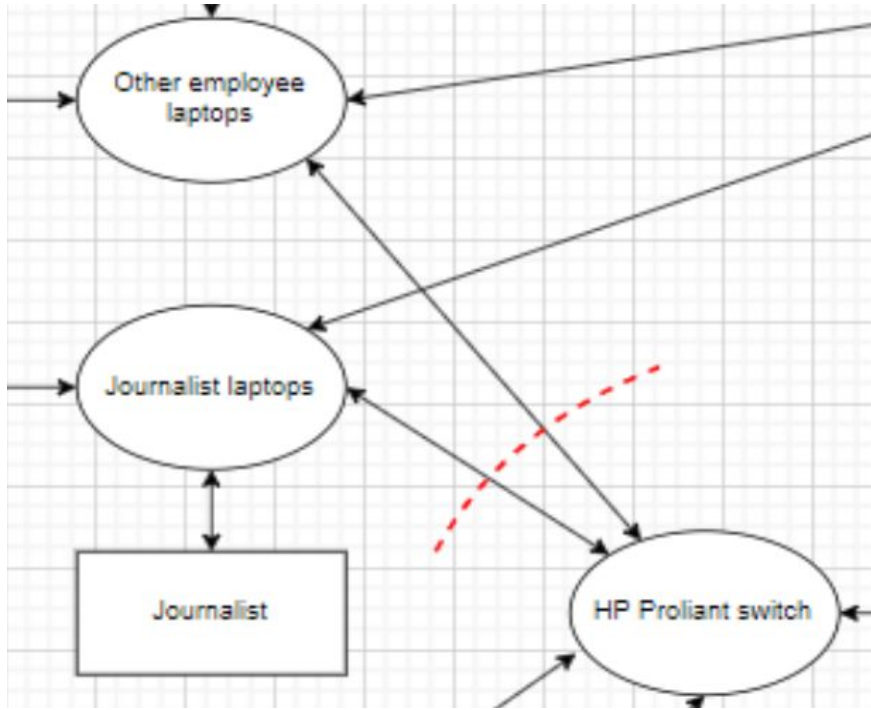 Other employee
laptops
Journalist laptops
Journalist
HP Proliant switch